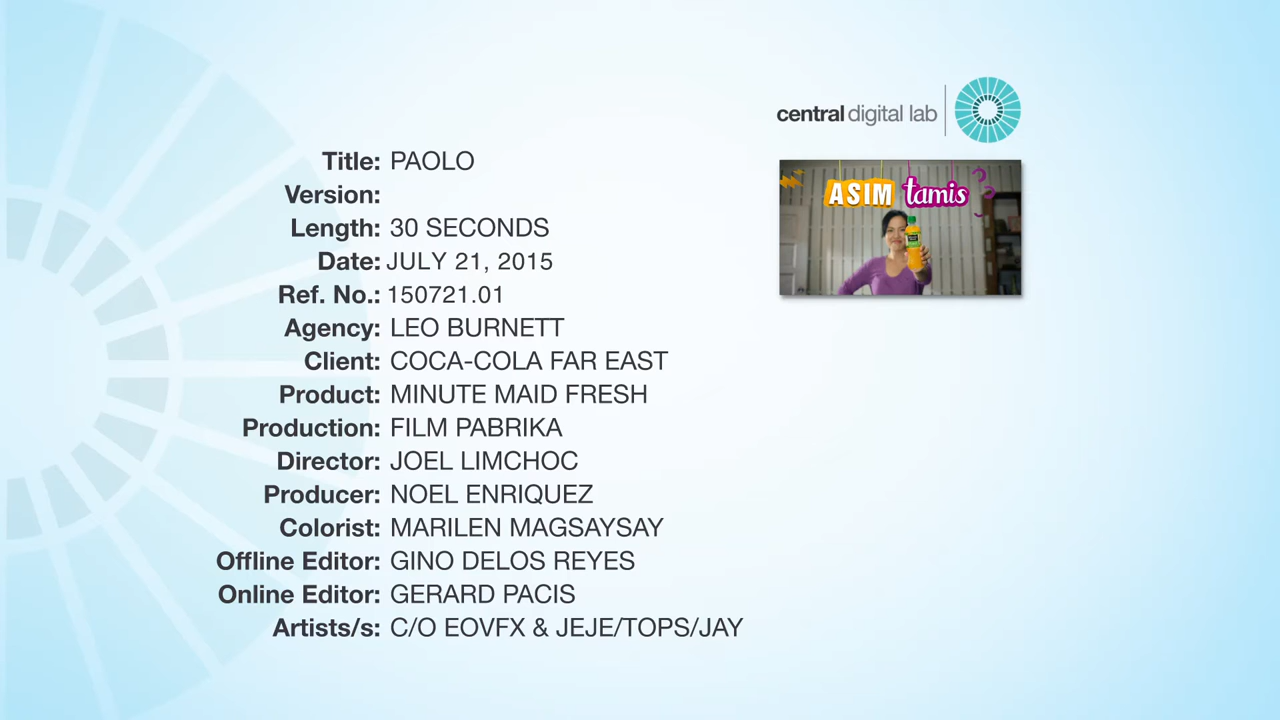 central digital lab
Title: PAOLO
Version:
Length: 30 SECONDS
Date: JULY 21, 2015
Ref. No.: 150721.01
Agency: LEO BURNETT
Client: COCA-COLA FAR EAST
Product: MINUTE MAID FRESH
Production: FILM PABRIKA
Director: JOEL LIMCHOC
Producer: NOEL ENRIQUEZ
Colorist: MARILEN MAGSAYSAY
Offline Editor: GINO DELOS REYES
Online Editor: GERARD PACIS
Artists/s: C/O EOVFX & JEJE/TOPS/JAY
ASIM tamis